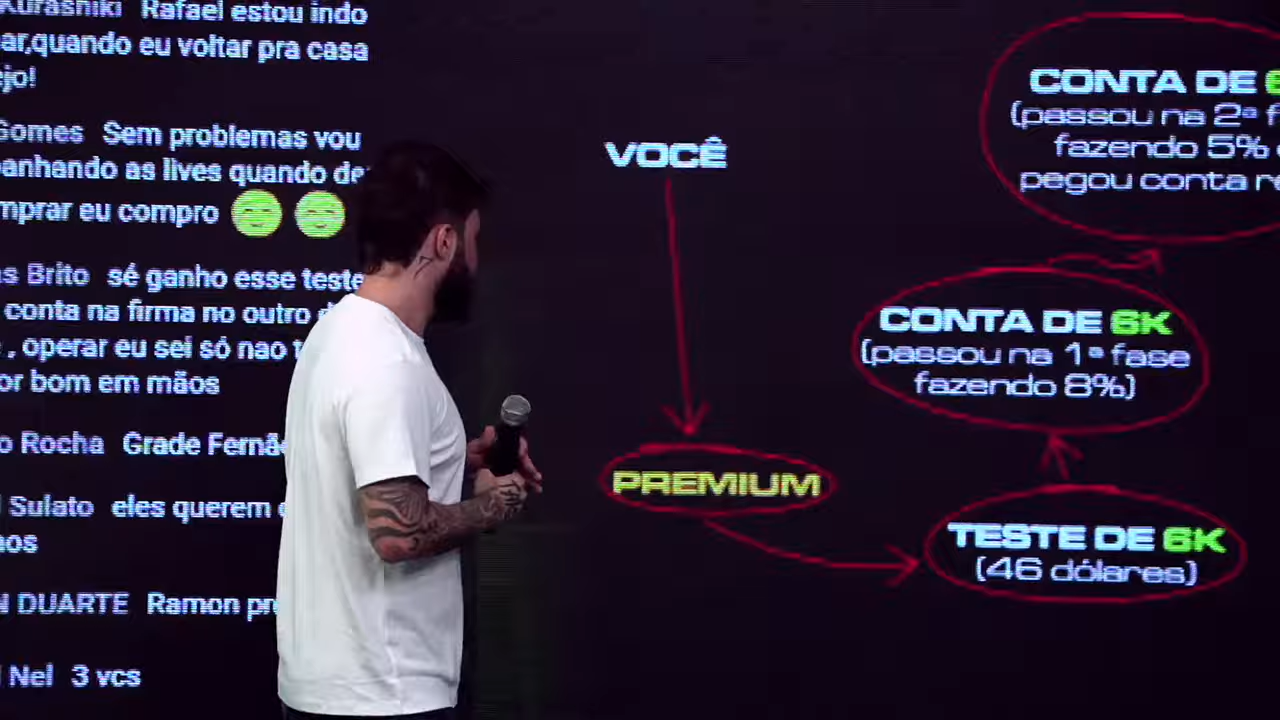 Rafael estou indo
ar,quando eu voltar pra casa
ejo!
Gomes Sem problemas vou
panhando as lives quando de
mprar eu compro
Brito sé ganho esse teste
conta na firma no outro
, operar eu sei só nao
or bom em mãos
o Rocha Grade Fernã
Sulato eles querem
nos
DUARTE Ramon pr
Nel 3 vcs
VOCÊ
PREMIUM
TESTE DE 6K
(46 dólares)
CONTA DE 6K
(passou na 1ª fase
fazendo 8%)
CONTA DE 6
(passou na 2ª f
fazendo 5%
pegou conta re